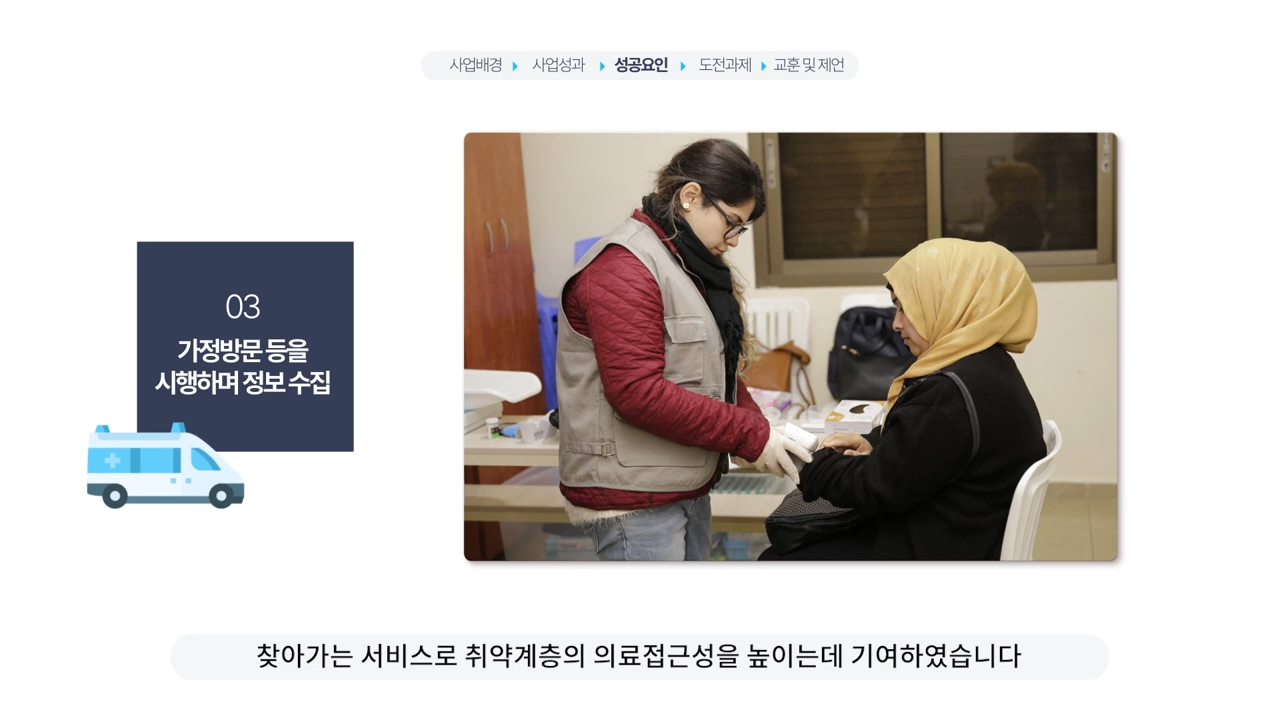 사업배경 ▶ 사업성과 ▶ 성공요인 ▶ 도전과제 ▶ 교훈 및 제언
03
가정방문 등을
시행하며 정보 수집
찾아가는 서비스로 취약계층의 의료접근성을 높이는데 기여하였습니다